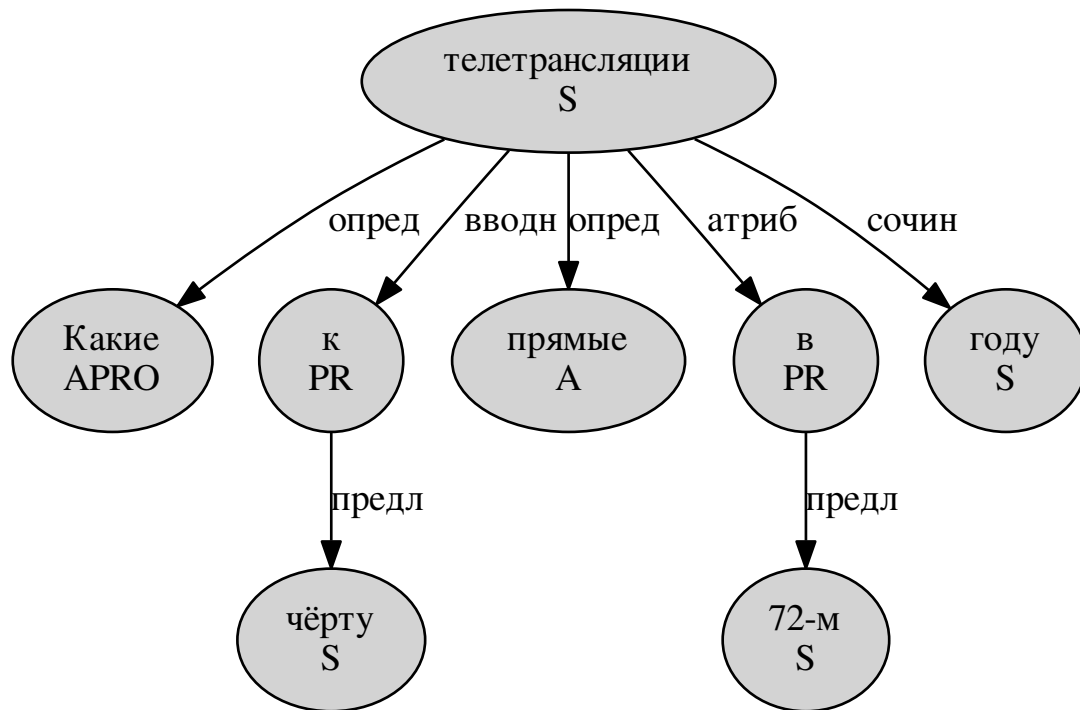 телетрансляции
S
опред
вводн
опред
атриб
сочин
Какие
APRO
к
PR
прямые
A
в
PR
году
S
предл
предл
чёрту
S
72-м
S